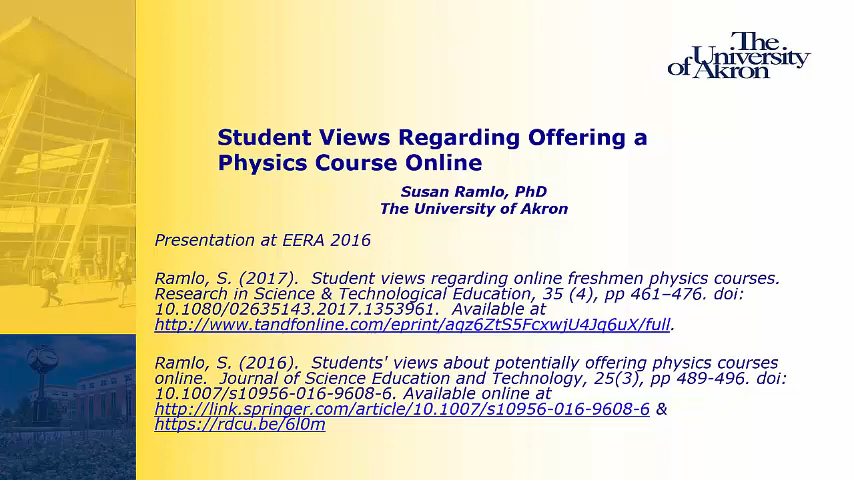 The
University
of Akron
Student Views Regarding Offering a
Physics Course Online
Susan Ramlo, PhD
The University of Akron
Presentation at EERA 2016
Ramlo, S. (2017).  Student views regarding online freshmen physics courses.
Research in Science & Technological Education, 35 (4), pp 461–476. doi:
10.1080/02635143.2017.1353961.  Available at
http://www.tandfonline.com/eprint/aqz6ZtS5FcxwjU4Jq6uX/full.
Ramlo, S. (2016).  Students' views about potentially offering physics courses
online.  Journal of Science Education and Technology, 25(3), pp 489-496. doi:
10.1007/s10956-016-9608-6. Available online at
http://link.springer.com/article/10.1007/s10956-016-9608-6 &
https://rdcu.be/6I0m